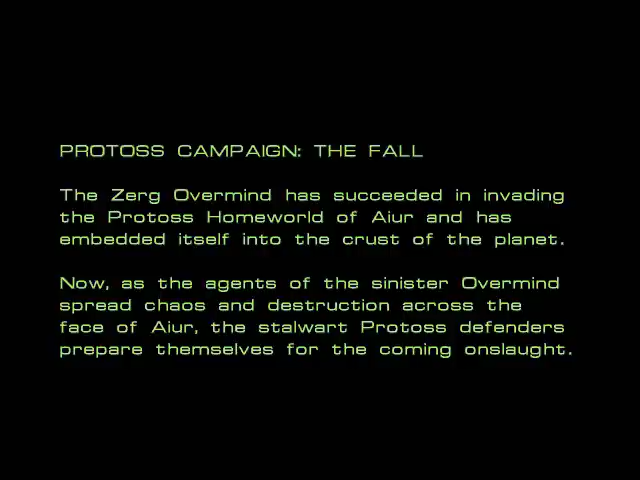 PROTOSS CAMPAIGN: THE FALL
The Zerg Overmind has succeeded in invading
the Protoss Homeworld of Aiur and has
embedded itself into the crust of the planet.
Now, as the agents of the sinister Overmind
spread chaos and destruction across the
face of Aiur, the stalwart Protoss defenders
prepare themselves for the coming onslaught.